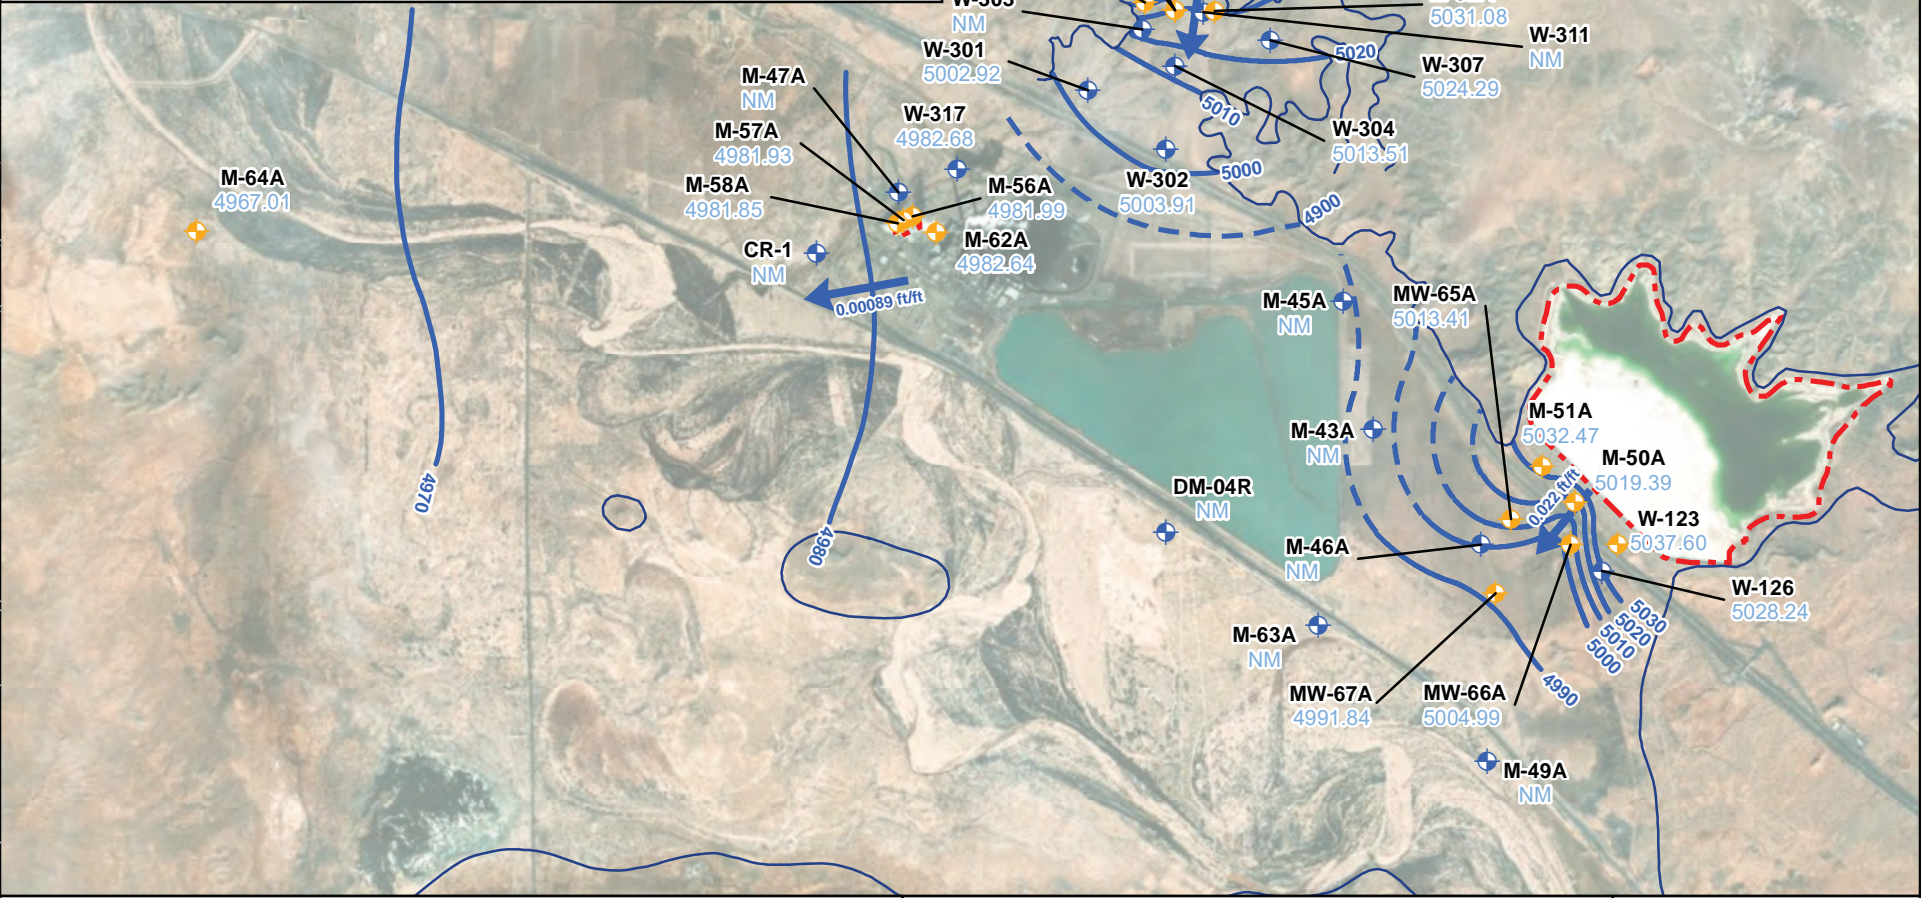 W-303
NM
5031.08
W-311
NM
W-301
5002.92
5020
W-307
5024.29
M-47A
NM
W-317
4982.68
5010
W-304
5013.51
M-57A
4981.93
M-64A
4967.01
M-58A
4981.85
M-56A
4981.99
W-302
5003.91
5000
4900
CR-1
NM
M-62A
4982.64
0.00089 ft/ft
M-45A
NM
MW-65A
5013.41
M-51A
5032.47
M-43A
NM
M-50A
5019.39
4970
DM-04R
NM
0.022 ft/ft
W-123
5037.60
4980
M-46A
NM
W-126
5028.24
5030
5020
5010
5000
M-63A
NM
4990
MW-67A
4991.84
MW-66A
5004.99
M-49A
NM